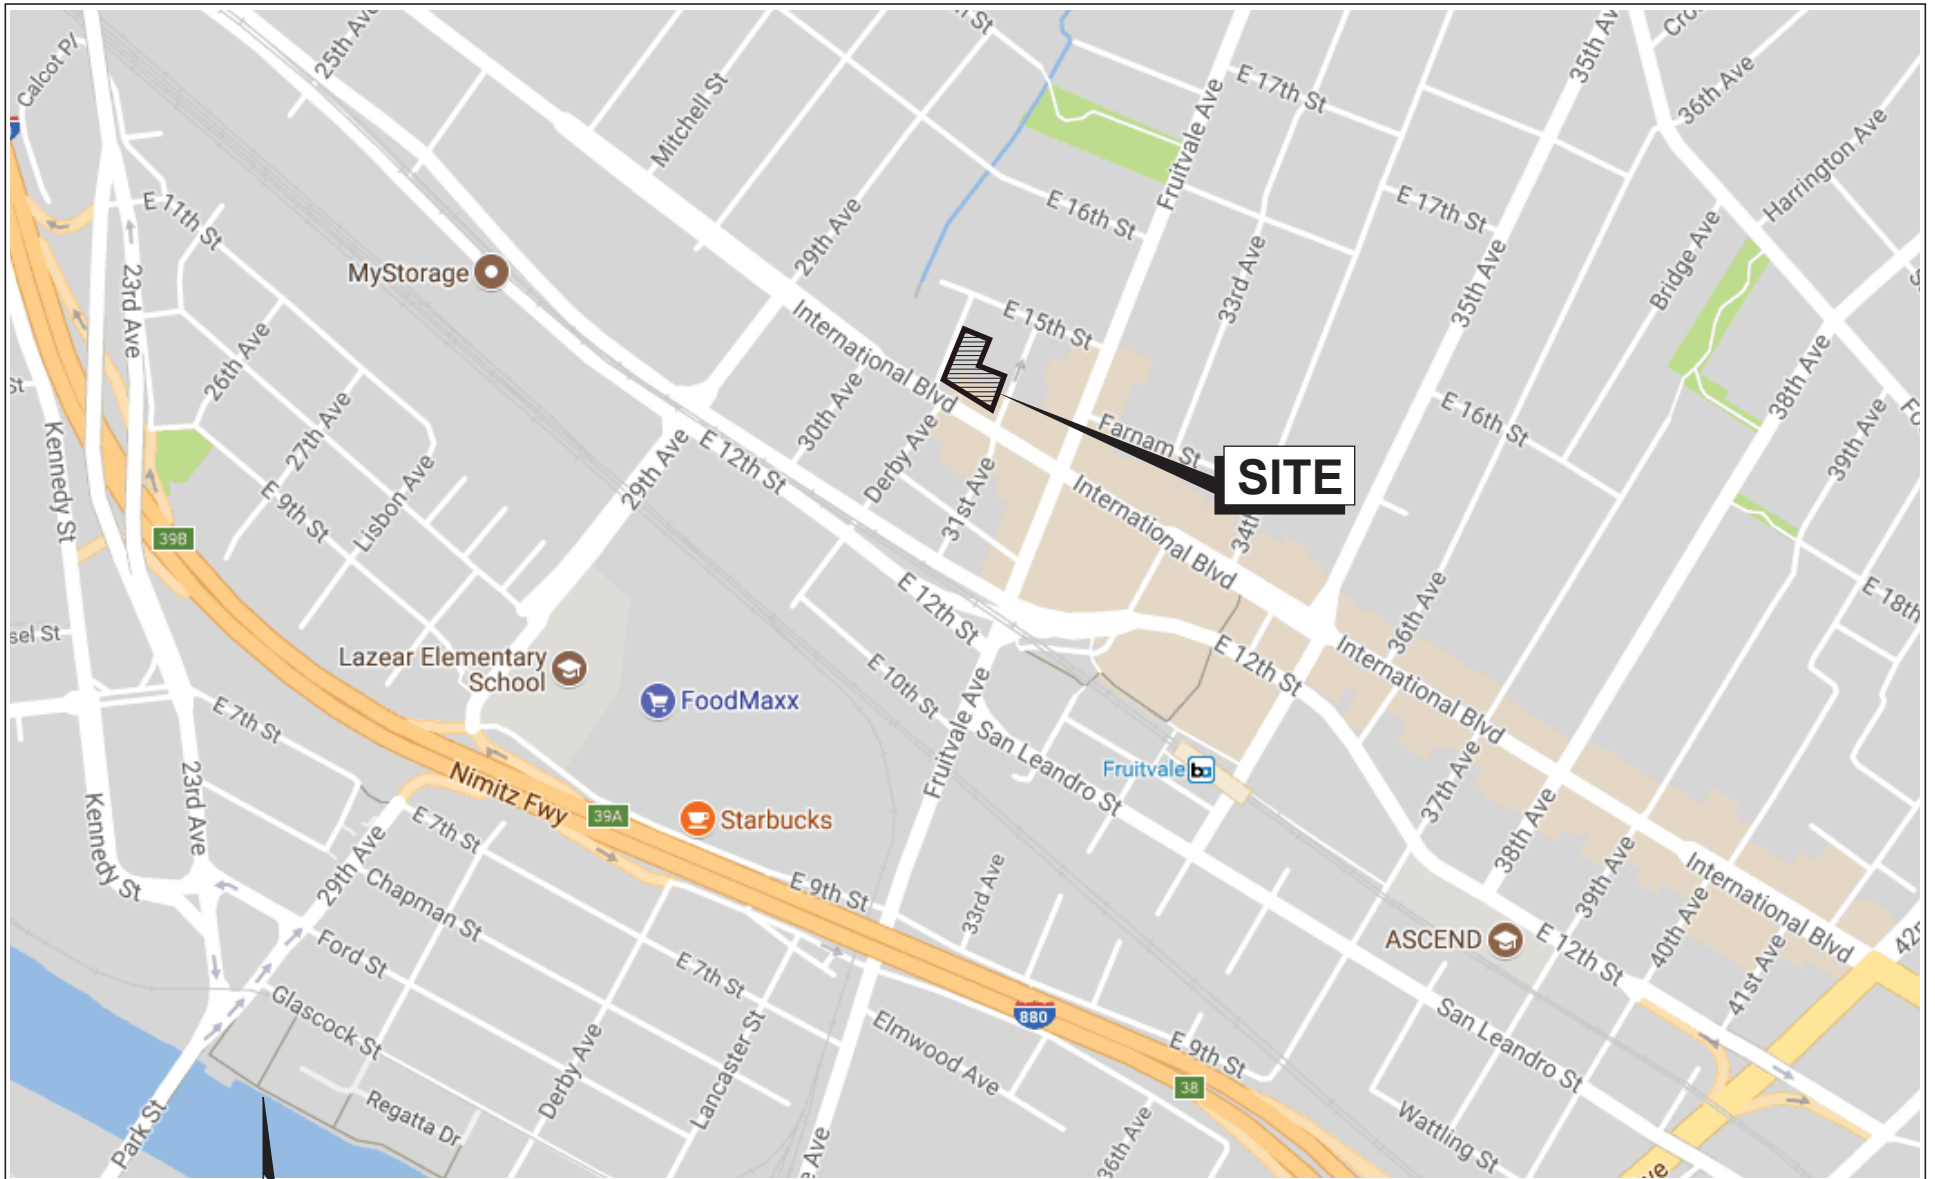 Calcot Pl
25th Ave
Mitchell St
E 17th St
Fruitvale Ave
35th Av
36th Ave
Harrington Ave
E 11th St
23rd Ave
MyStorage
29th Ave
E 16th St
E 17th St
33rd Ave
35th Ave
Bridge Ave
26th Ave
International Blvd
E 15th St
38th Ave
27th Ave
30th Ave
Derby Ave
Farnam St
E 16th St
39th Ave
SITE
Kennedy St
E 9th St
Lisbon Ave
29th Ave
E 12th St
31st Ave
International Blvd
34th
39B
E 12th St
36th Ave
E 18th
sel St
Lazear Elementary
School
FoodMaxx
E 10th St
E 12th St
International Blvd
E 7th St
Fruitvale Ave
San Leandro St
Fruitvale
Nimitz Fwy
39A
Starbucks
23rd Ave
Kennedy St
E 7th St
37th Ave
38th Ave
29th Ave
Chapman St
E 9th St
33rd Ave
39th Ave
International Blvd
40th Ave
ASCEND
E 12th St
41st Ave
Ford St
E 7th St
Glascock St
880
San Leandro St
Elmwood Ave
E 9th St
Derby Ave
Lancaster St
38
Park St
Regatta Dr
36th Ave
Wattling St
e Ave